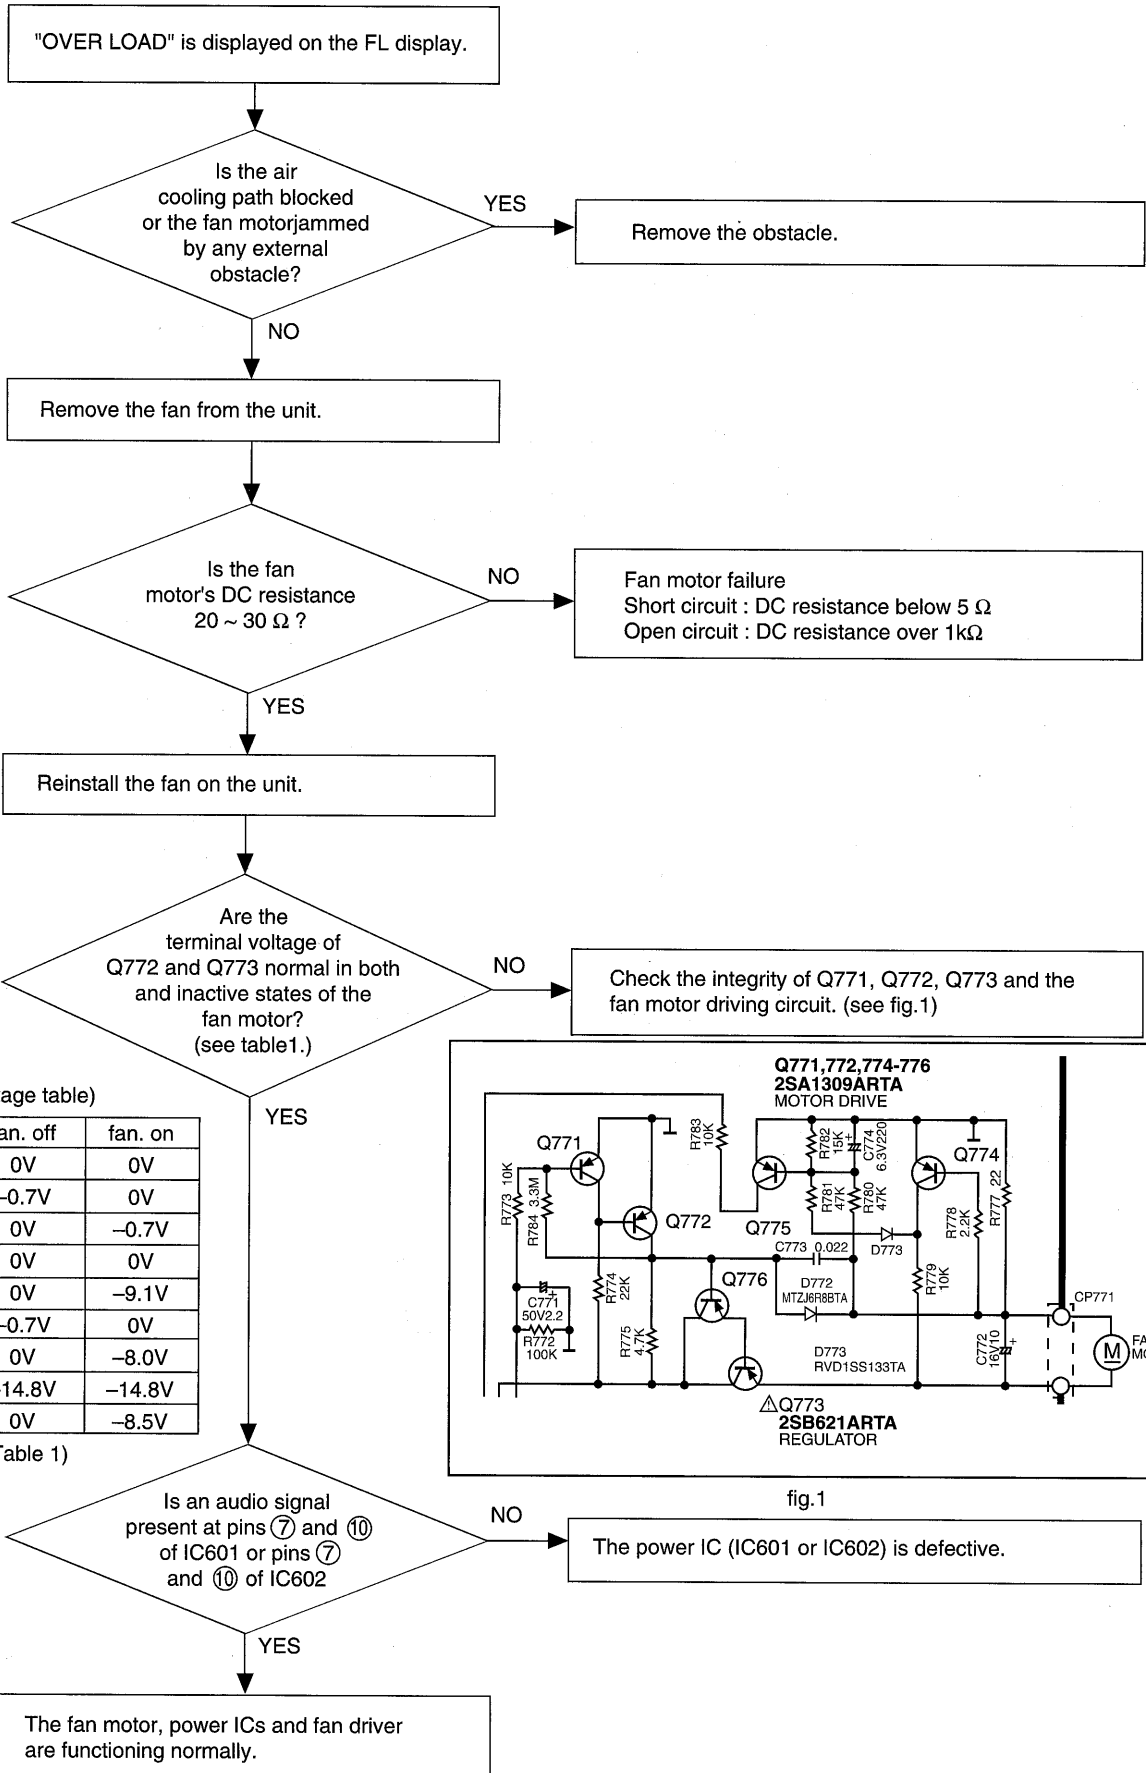 "OVER LOAD" is displayed on the FL display.
Is the air
cooling path blocked
or the fan motorjammed
by any external
obstacle?
YES
Remove the obstacle.
NO
Remove the fan from the unit.
Is the fan
motor's DC resistance
20 ~ 30 Ω ?
NO
Fan motor failure
Short circuit : DC resistance below 5 Ω
Open circuit : DC resistance over 1kΩ
YES
Reinstall the fan on the unit.
Are the
terminal voltage of
Q772 and Q773 normal in both
and inactive states of the
fan motor?
(see table1.)
NO
Check the integrity of Q771, Q772, Q773 and the
fan motor driving circuit. (see fig.1)
YES
age table)
an. off fan. on
0V 0V
-0.7V 0V
0V –0.7V
0V 0V
0V –9.1V
-0.7V 0V
0V –8.0V
-14.8V –14.8V
0V –8.5V
Table 1)
Q771,772,774-776
2SA1309ARTA
MOTOR DRIVE
Q771
R783
10K
R782
15K
C774
6.3V220
+
Q774
R773 10K
R784 3.3M
Q772
Q775
R781
47K
R780
47K
R778
2.2K
R777 22
C773 0.022
D773
C771
50V2.2
+
R772
100K
R774
22K
R775
4.7K
Q776
D772
MTZJ6R8BTA
R779
10K
D773
RVD1SS133TA
C772
16V10
+
CP771
M
FA
MO
⚠Q773
2SB621ARTA
REGULATOR
fig.1
Is an audio signal
present at pins ⑦ and ⑩
of IC601 or pins ⑦
and ⑩ of IC602
NO
The power IC (IC601 or IC602) is defective.
YES
The fan motor, power ICs and fan driver
are functioning normally.